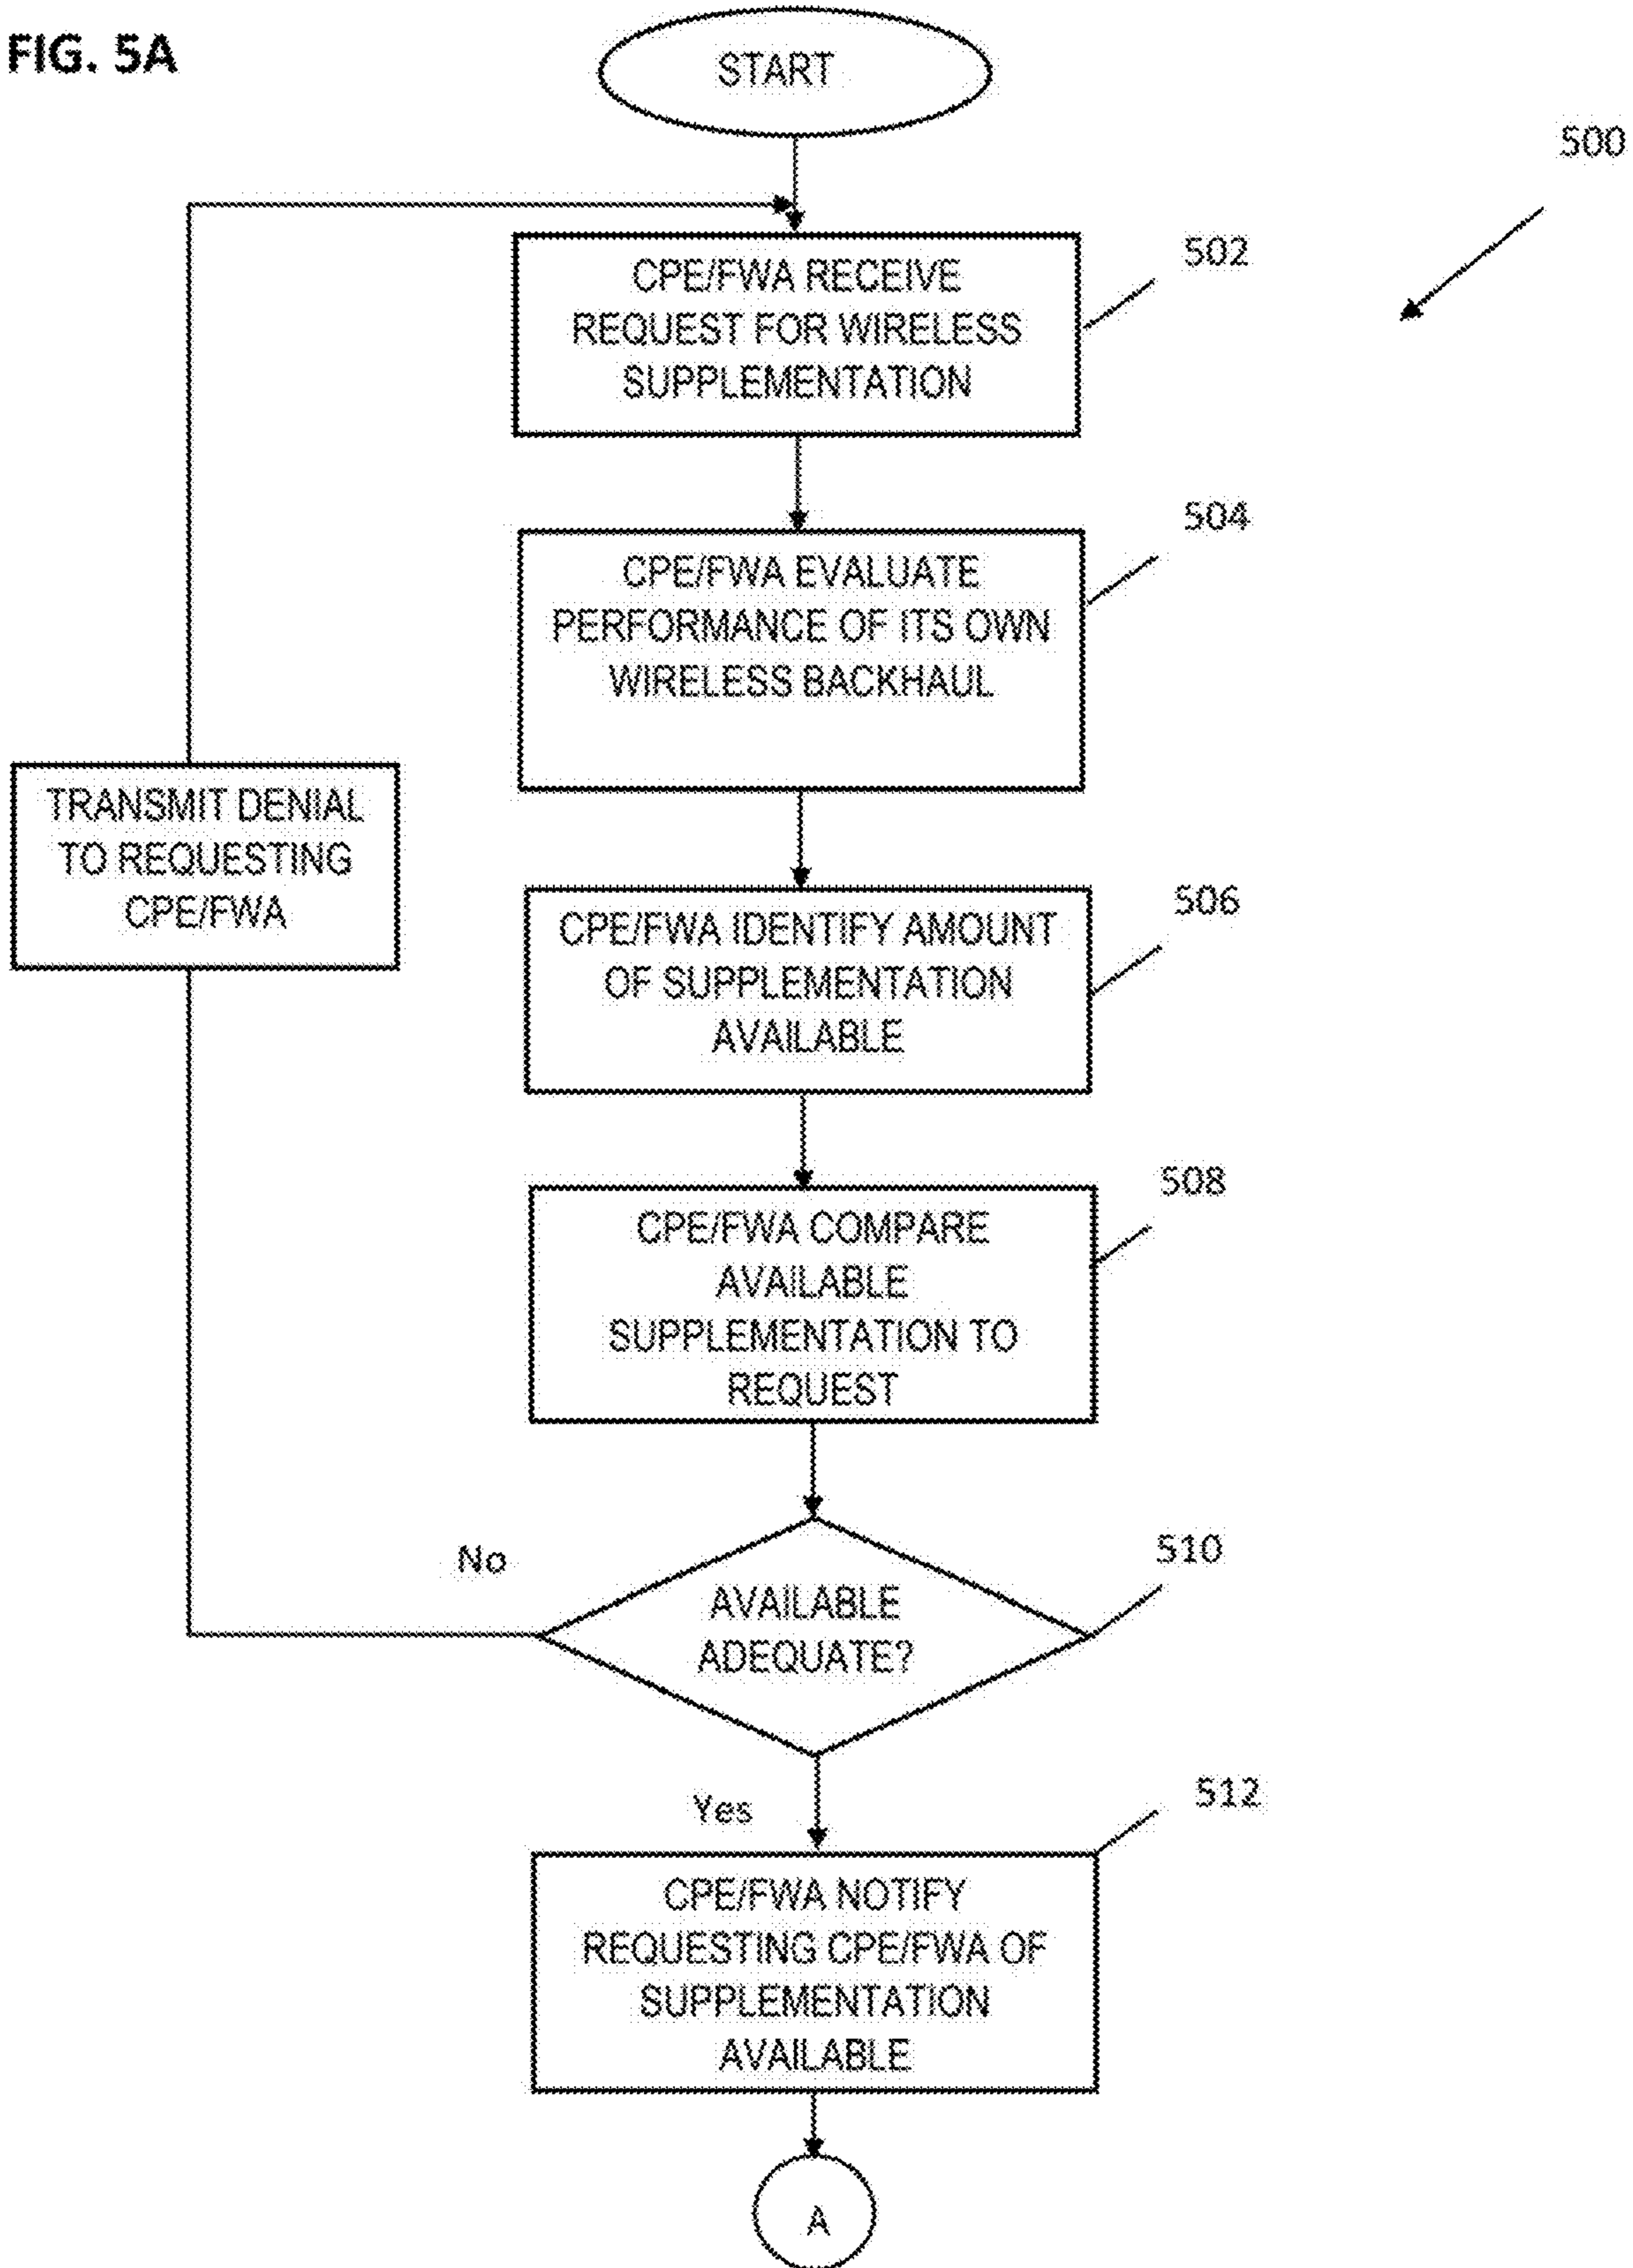 FIG. 5A
START
500
CPE/FWA RECEIVE
REQUEST FOR WIRELESS
SUPPLEMENTATION
502
CPE/FWA EVALUATE
PERFORMANCE OF ITS OWN
WIRELESS BACKHAUL
504
TRANSMIT DENIAL
TO REQUESTING
CPE/FWA
CPE/FWA IDENTIFY AMOUNT
OF SUPPLEMENTATION
AVAILABLE
506
CPE/FWA COMPARE
AVAILABLE
SUPPLEMENTATION TO
REQUEST
508
No
AVAILABLE
ADEQUATE?
510
Yes
CPE/FWA NOTIFY
REQUESTING CPE/FWA OF
SUPPLEMENTATION
AVAILABLE
512
A